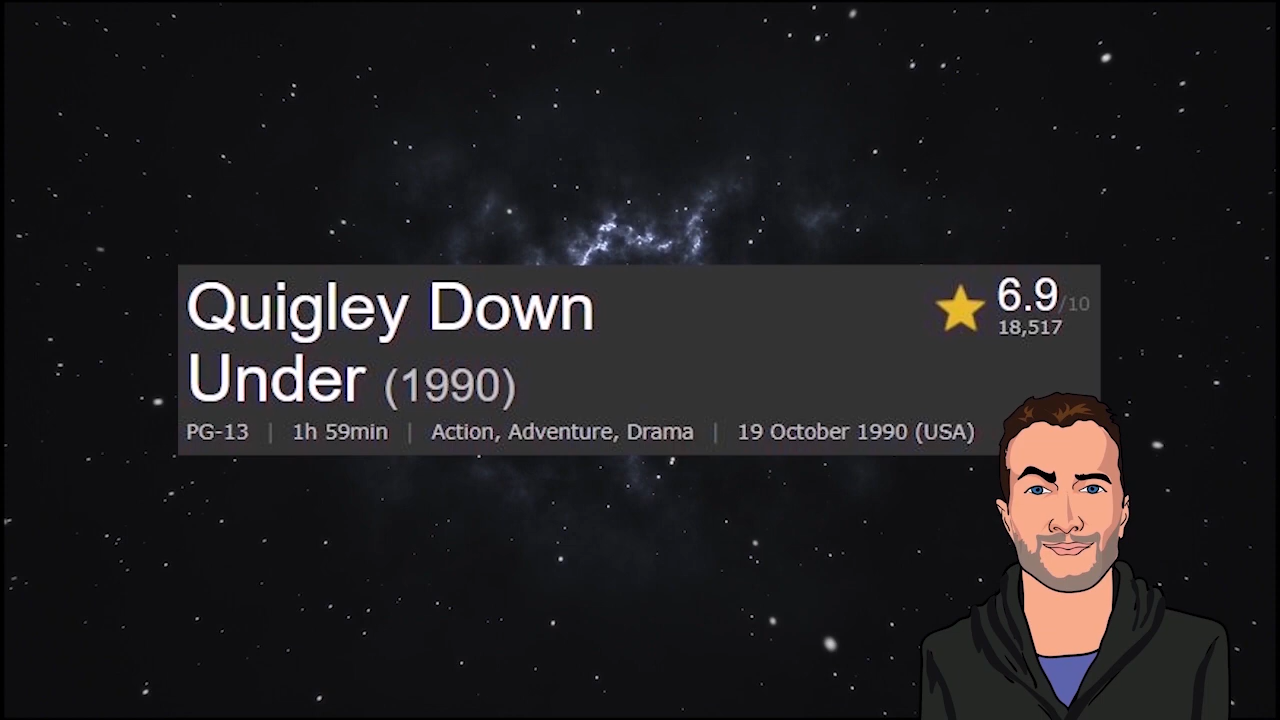 Quigley Down
Under (1990)
6.9/10
18,517
PG-13 | 1h 59min | Action, Adventure, Drama | 19 October 1990 (USA)